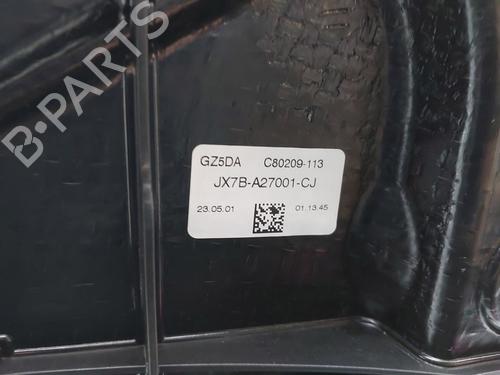 GZ5DA C80209-113
JX7B-A27001-CJ
23.05.01 01.13.45
B-PARTS